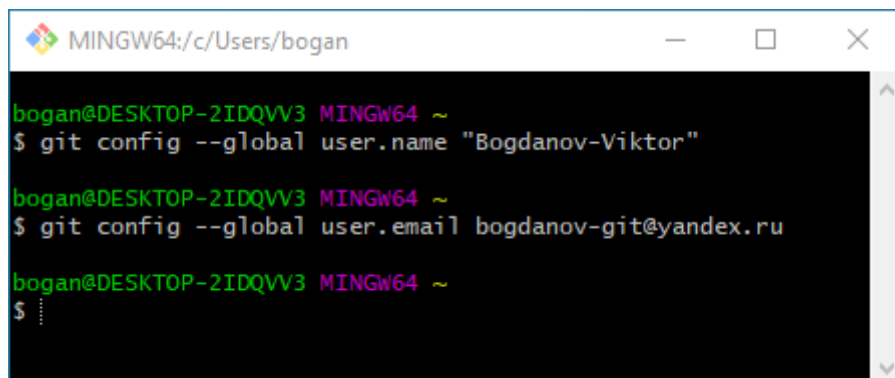 MINGW64:/c/Users/bogan
bogan@DESKTOP-2IDQVV3 MINGW64 ~
$ git config --global user.name "Bogdanov-Viktor"
bogan@DESKTOP-2IDQVV3 MINGW64 ~
$ git config --global user.email bogdanov-git@yandex.ru
bogan@DESKTOP-2IDQVV3 MINGW64 ~
$